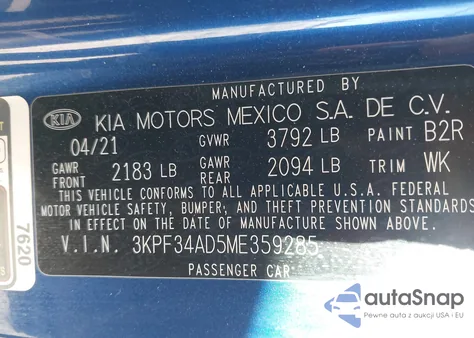 MANUFACTURED BY
KIA KIA MOTORS MEXICO S.A. DE C.V.
04/21 GVWR 3792 LB PAINT B2R
GAWR FRONT 2183 LB GAWR REAR 2094 LB TRIM WK
THIS VEHICLE CONFORMS TO ALL APPLICABLE U.S.A. FEDERAL
MOTOR VEHICLE SAFETY, BUMPER, AND THEFT PREVENTION STANDARDS
IN EFFECT ON THE DATE OF MANUFACTURE SHOWN ABOVE.
V.I.N. 3KPF34AD5ME359285
PASSENGER CAR
7620
autoSnap
Pewne auta z USA i EU